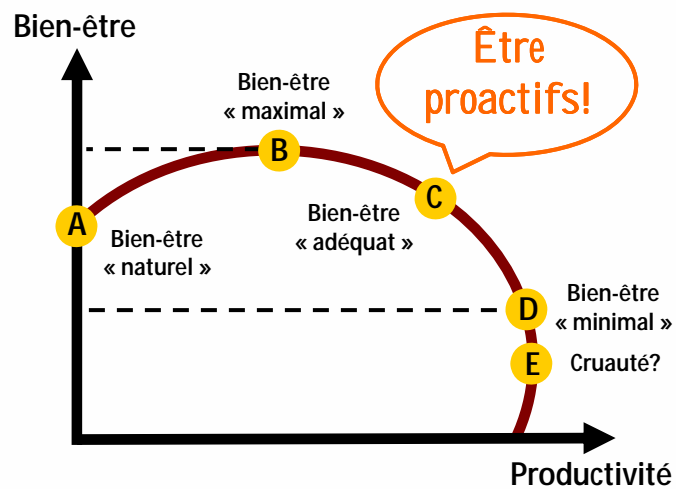 Bien-être
Être
proactifs!
Bien-être
« maximal »
B
A
C
Bien-être
« naturel »
Bien-être
« adéquat »
D
Bien-être
« minimal »
E
Cruauté?
Productivité